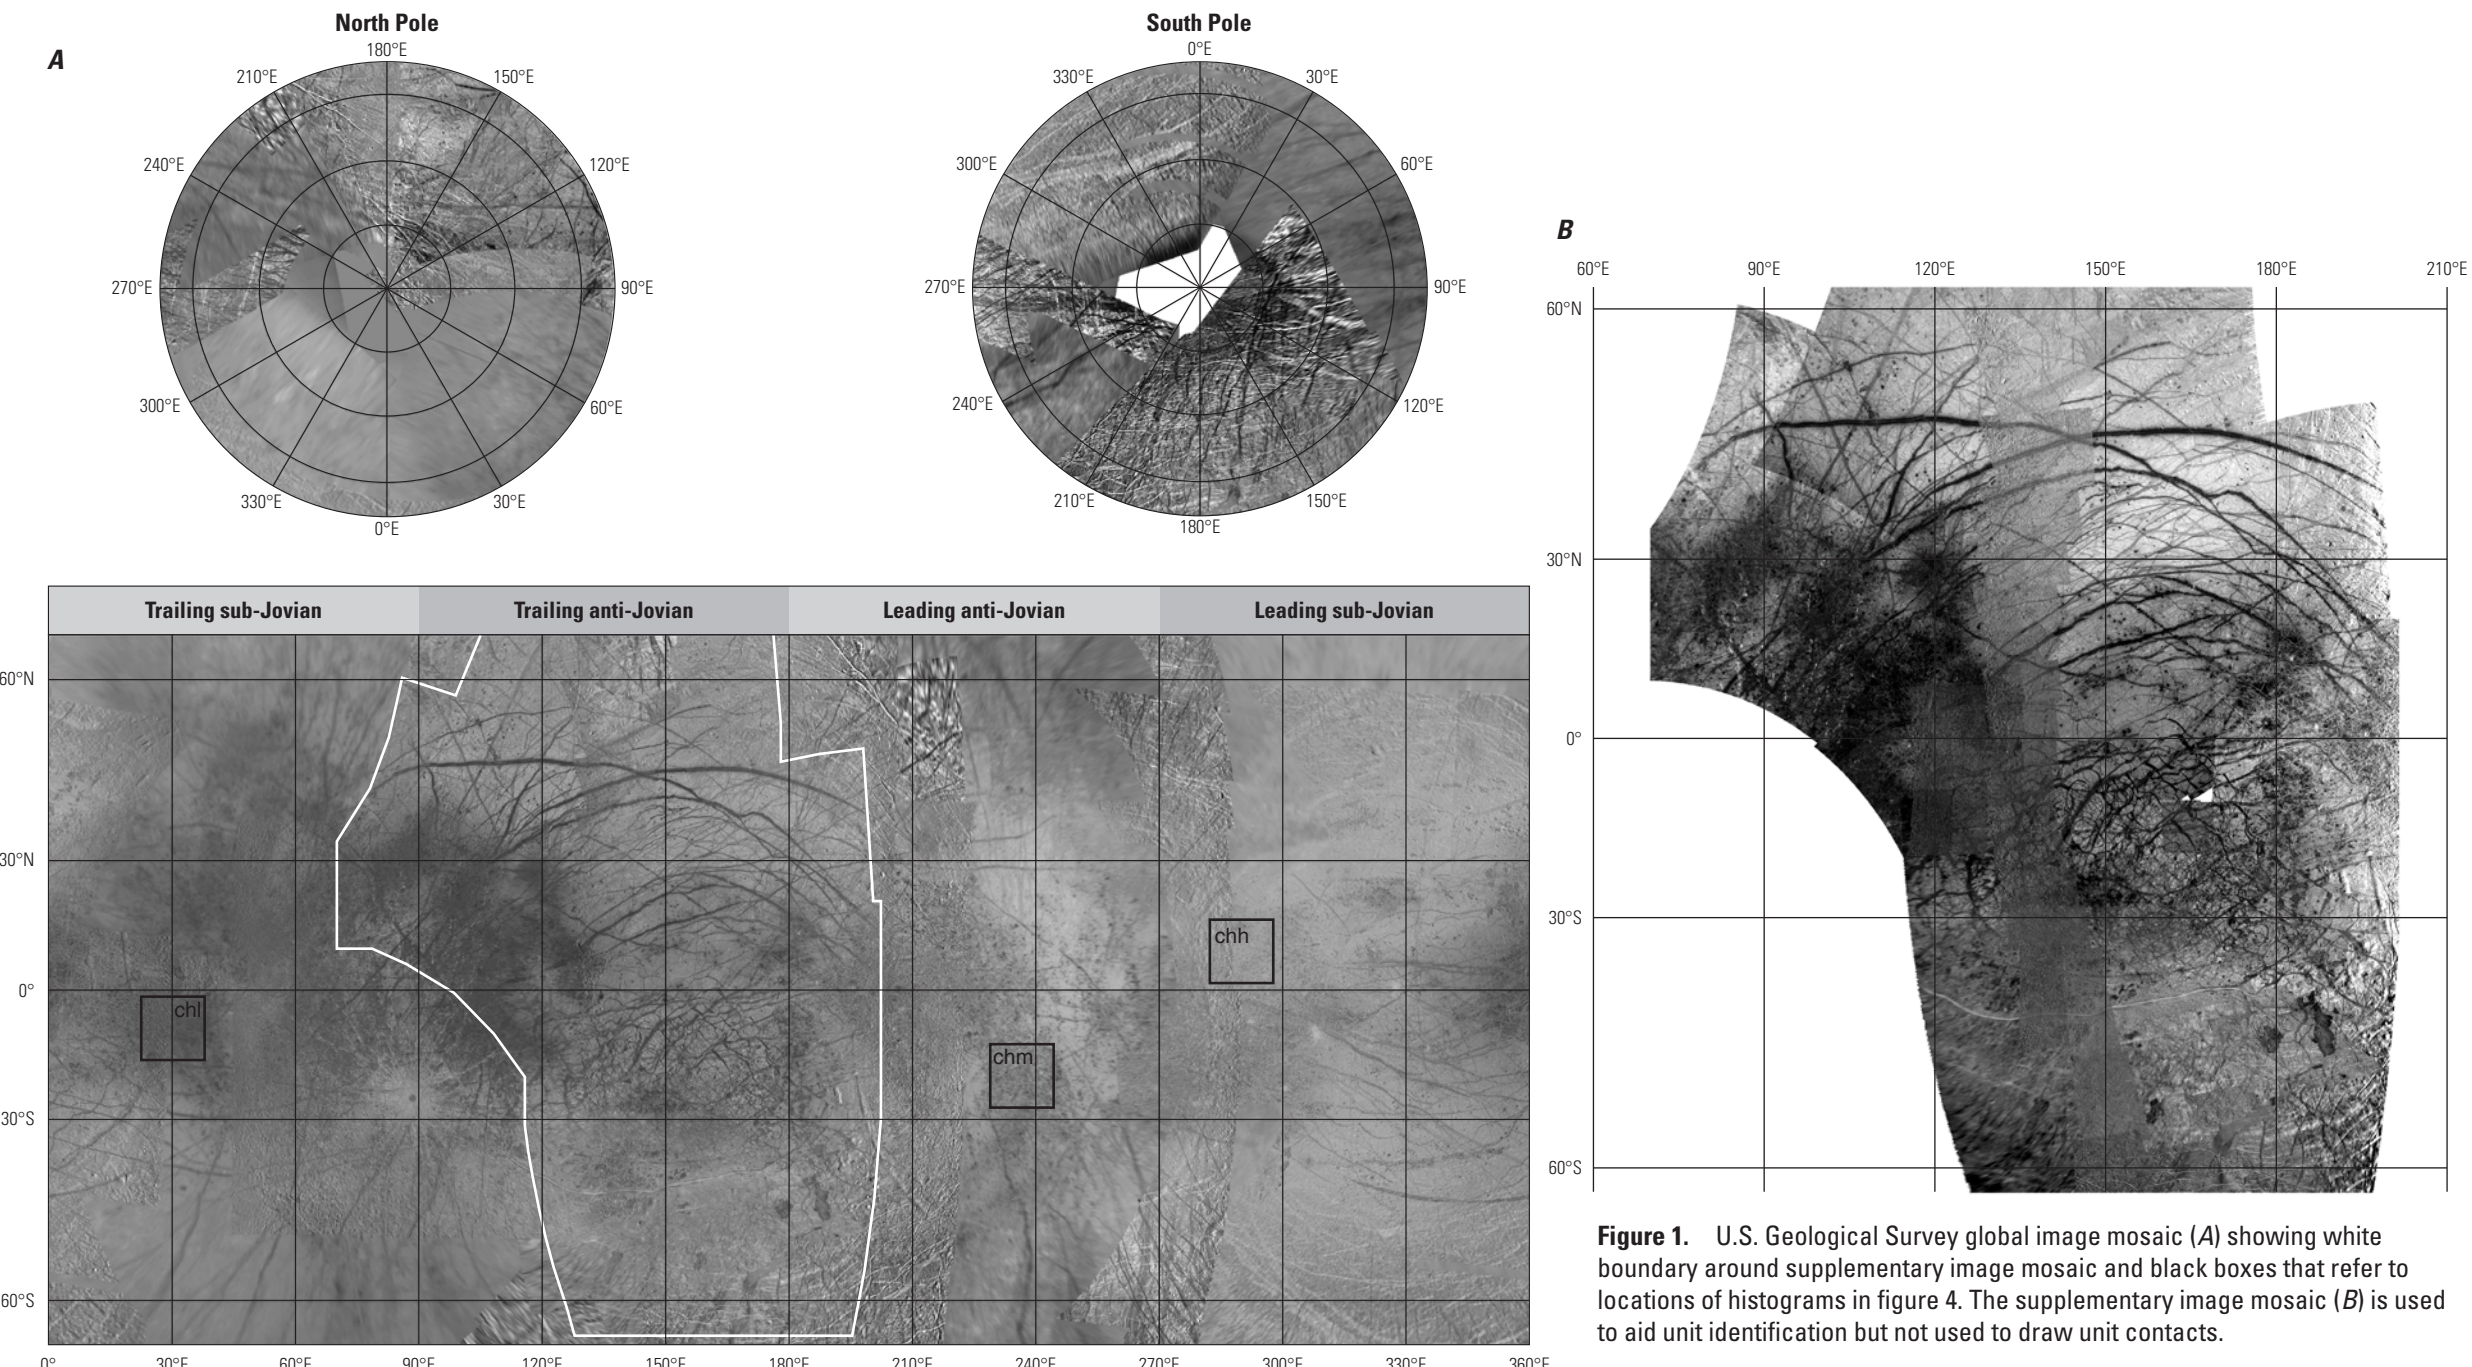 A
North Pole
180°E
210°E
150°E
240°E
120°E
270°E
90°E
300°E
60°E
330°E
30°E
0°E
South Pole
0°E
330°E
30°E
300°E
60°E
270°E
90°E
240°E
120°E
210°E
150°E
180°E
Trailing sub-Jovian
Trailing anti-Jovian
Leading anti-Jovian
Leading sub-Jovian
60°N
30°N
0°
30°S
60°S
chl
chm
chh
0° 30°E 60°E 90°E 120°E 150°E 180°E 210°E 240°E 270°E 300°E 330°E 360°E
B
60°E 90°E 120°E 150°E 180°E 210°E
60°N
30°N
0°
30°S
60°S
Figure 1. U.S. Geological Survey global image mosaic (A) showing white
boundary around supplementary image mosaic and black boxes that refer to
locations of histograms in figure 4. The supplementary image mosaic (B) is used
to aid unit identification but not used to draw unit contacts.